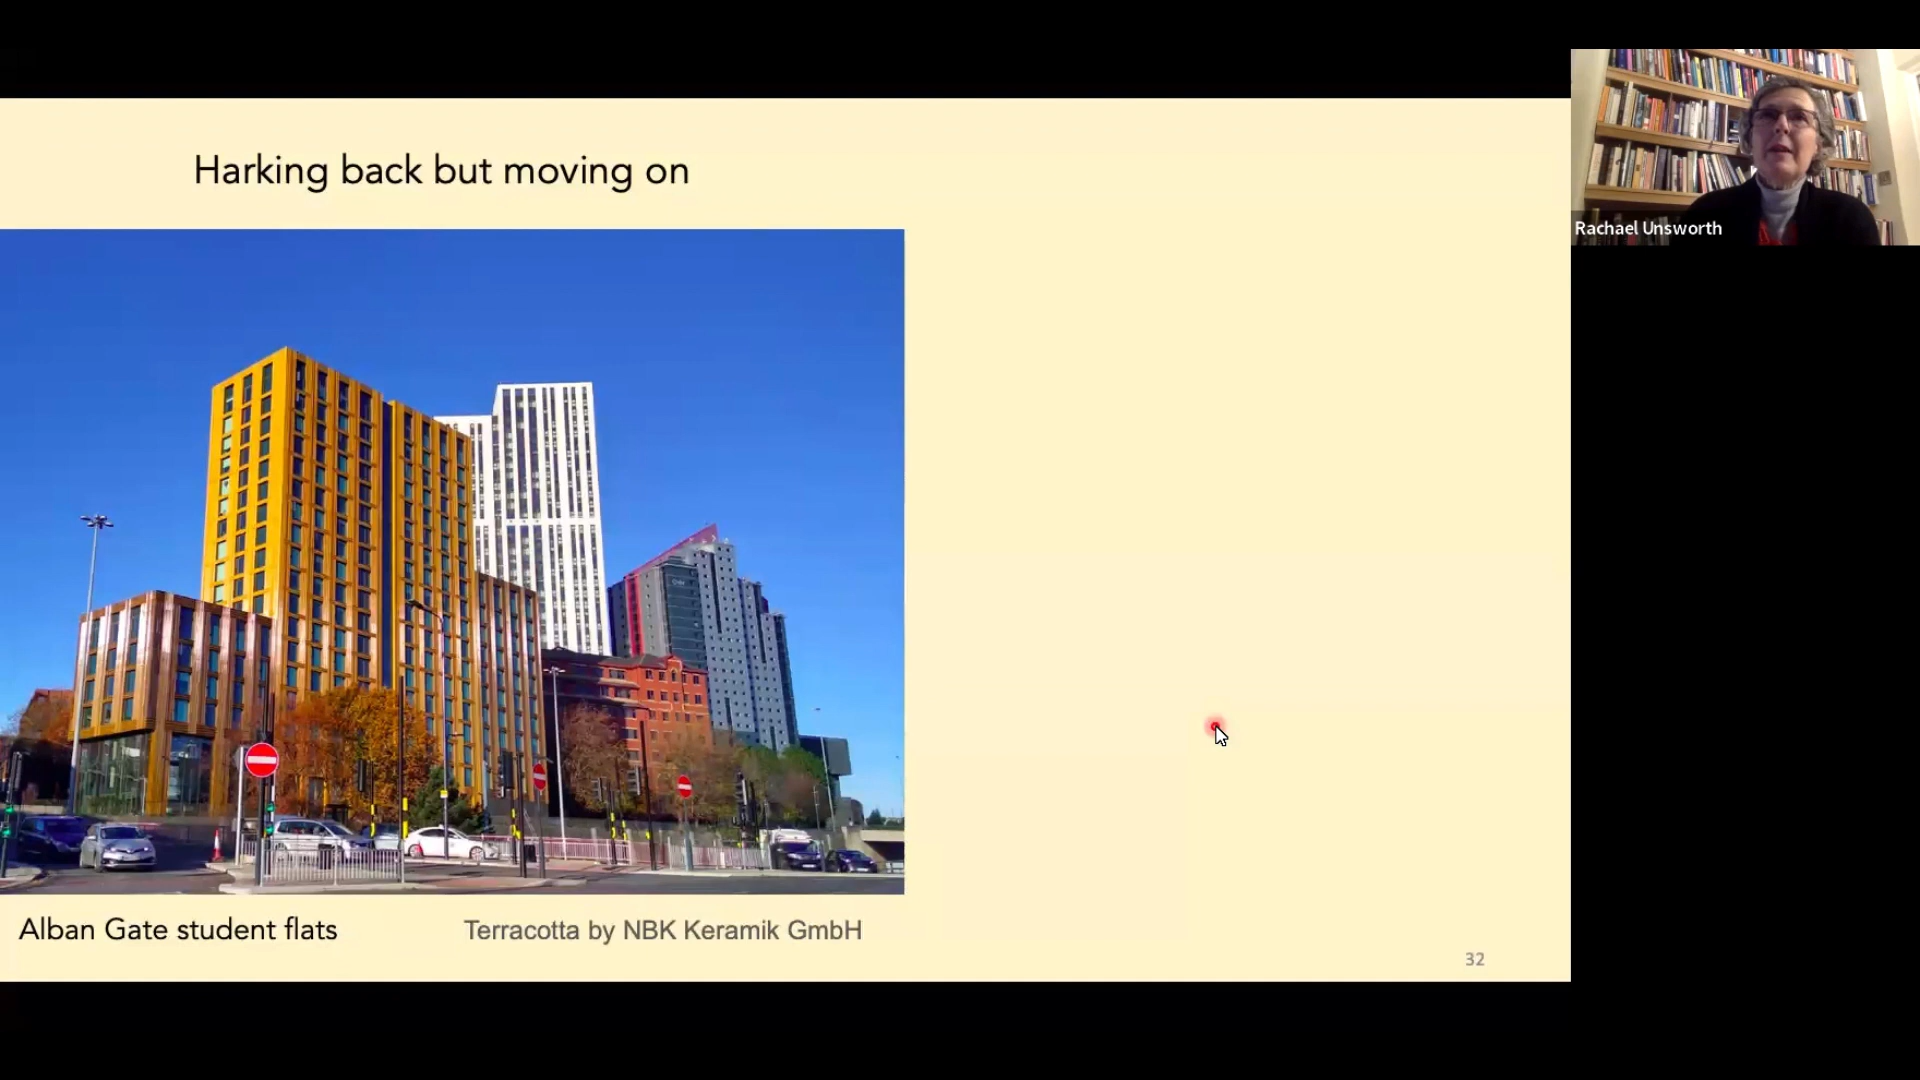 Harking back but moving on
Rachael Unsworth
Alban Gate student flats
Terracotta by NBK Keramik GmbH
32